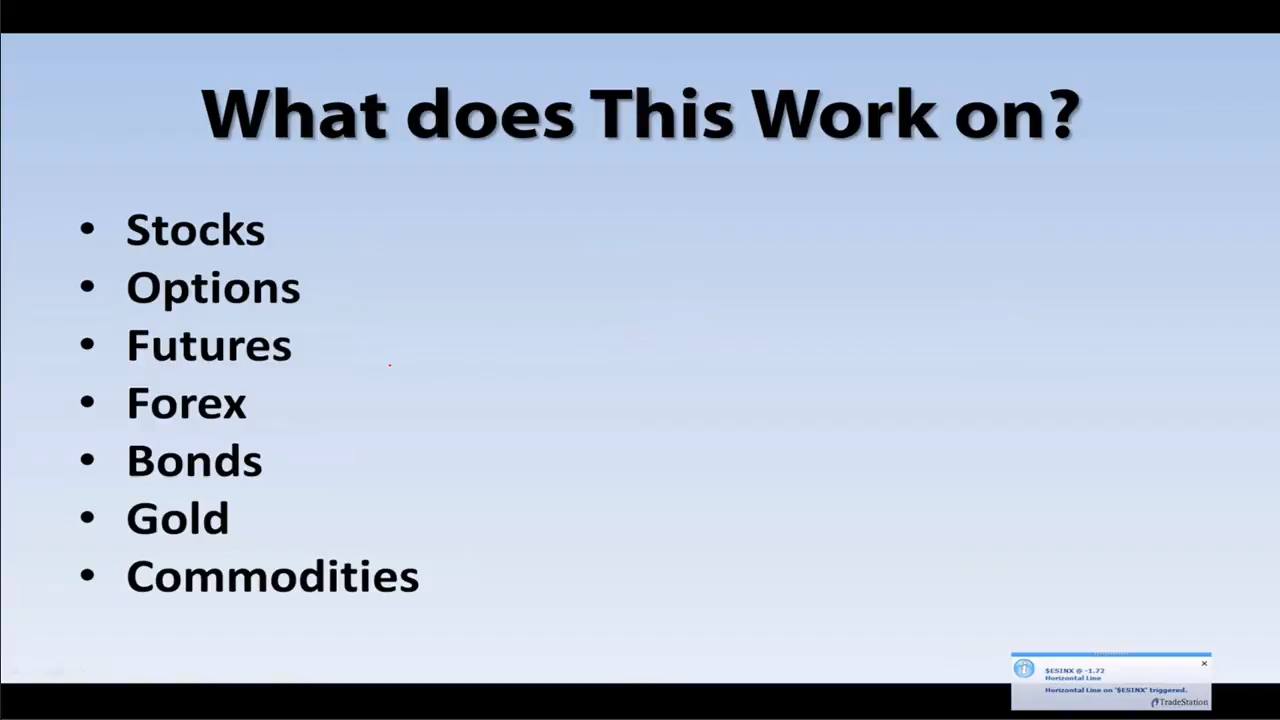 What does This Work on?
• Stocks
• Options
• Futures
• Forex
• Bonds
• Gold
• Commodities
$ESINX @ -1.72
Horizontal Line
Horizontal Line on '$ESINX' triggered.
TradeStation